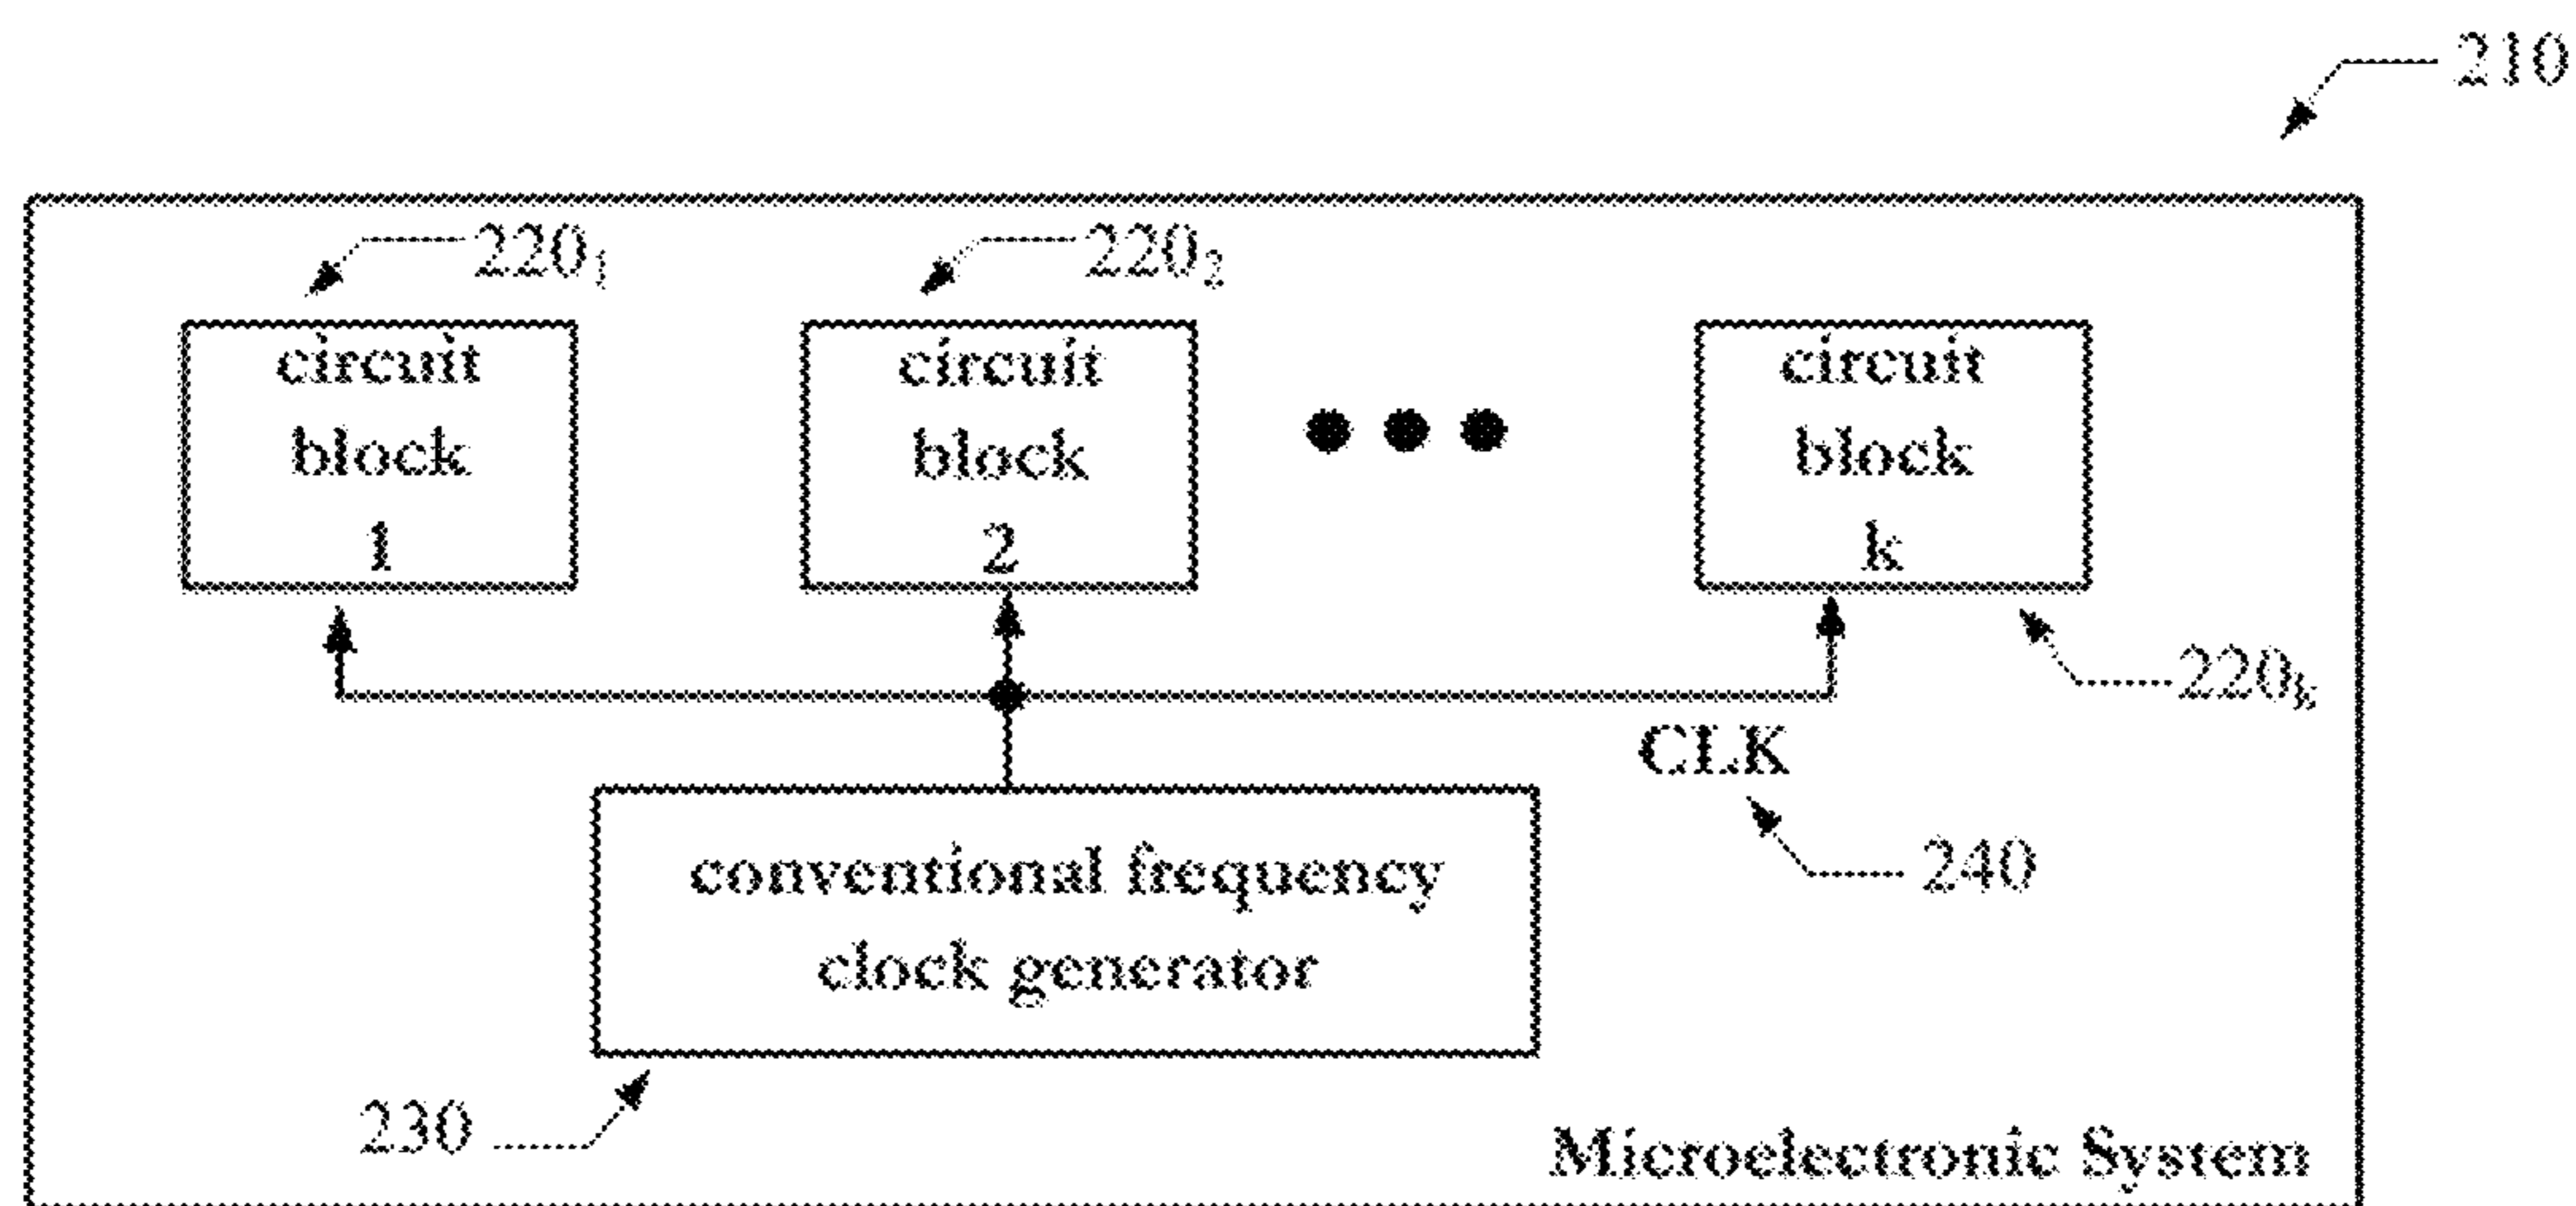 210
220₁
220₂
circuit
block
1
circuit
block
2
circuit
block
k
220ₖ
CLK
240
conventional frequency
clock generator
230
Microelectronic System